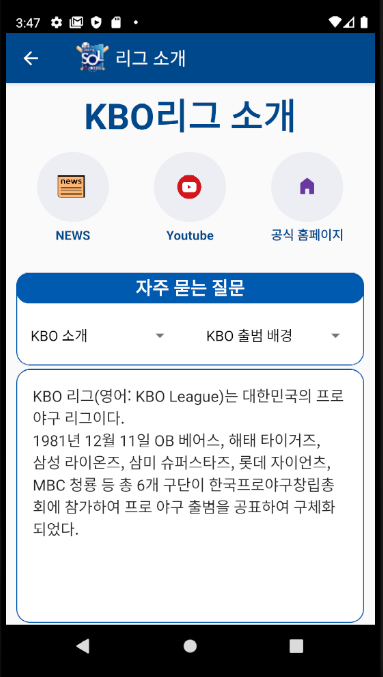 3:47
SOL
리그 소개
KBO리그 소개
news
NEWS
Youtube
공식 홈페이지
자주 묻는 질문
KBO 소개
KBO 출범 배경
KBO 리그(영어: KBO League)는 대한민국의 프로
야구 리그이다.
1981년 12월 11일 OB 베어스, 해태 타이거즈,
삼성 라이온즈, 삼미 슈퍼스타즈, 롯데 자이언츠,
MBC 청룡 등 총 6개 구단이 한국프로야구창립총
회에 참가하여 프로 야구 출범을 공표하여 구체화
되었다.